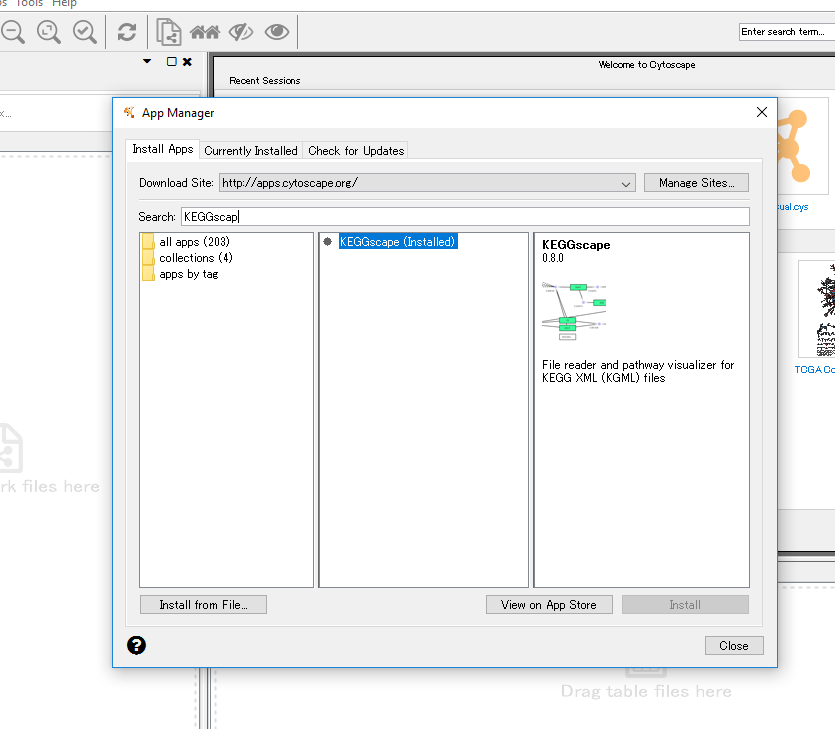 Tools Help
Enter search term...
Welcome to Cytoscape
Recent Sessions
App Manager
Install Apps Currently Installed Check for Updates
Download Site: http://apps.cytoscape.org/ Manage Sites...
Search: KEGGscap
all apps (203)
collections (4)
apps by tag
KEGGscape (Installed)
KEGGscape
0.8.0
File reader and pathway visualizer for
KEGG XML (KGML) files
Install from File... View on App Store Install
Close
sual.cys
TCGA Co
rk files here
Drag table files here